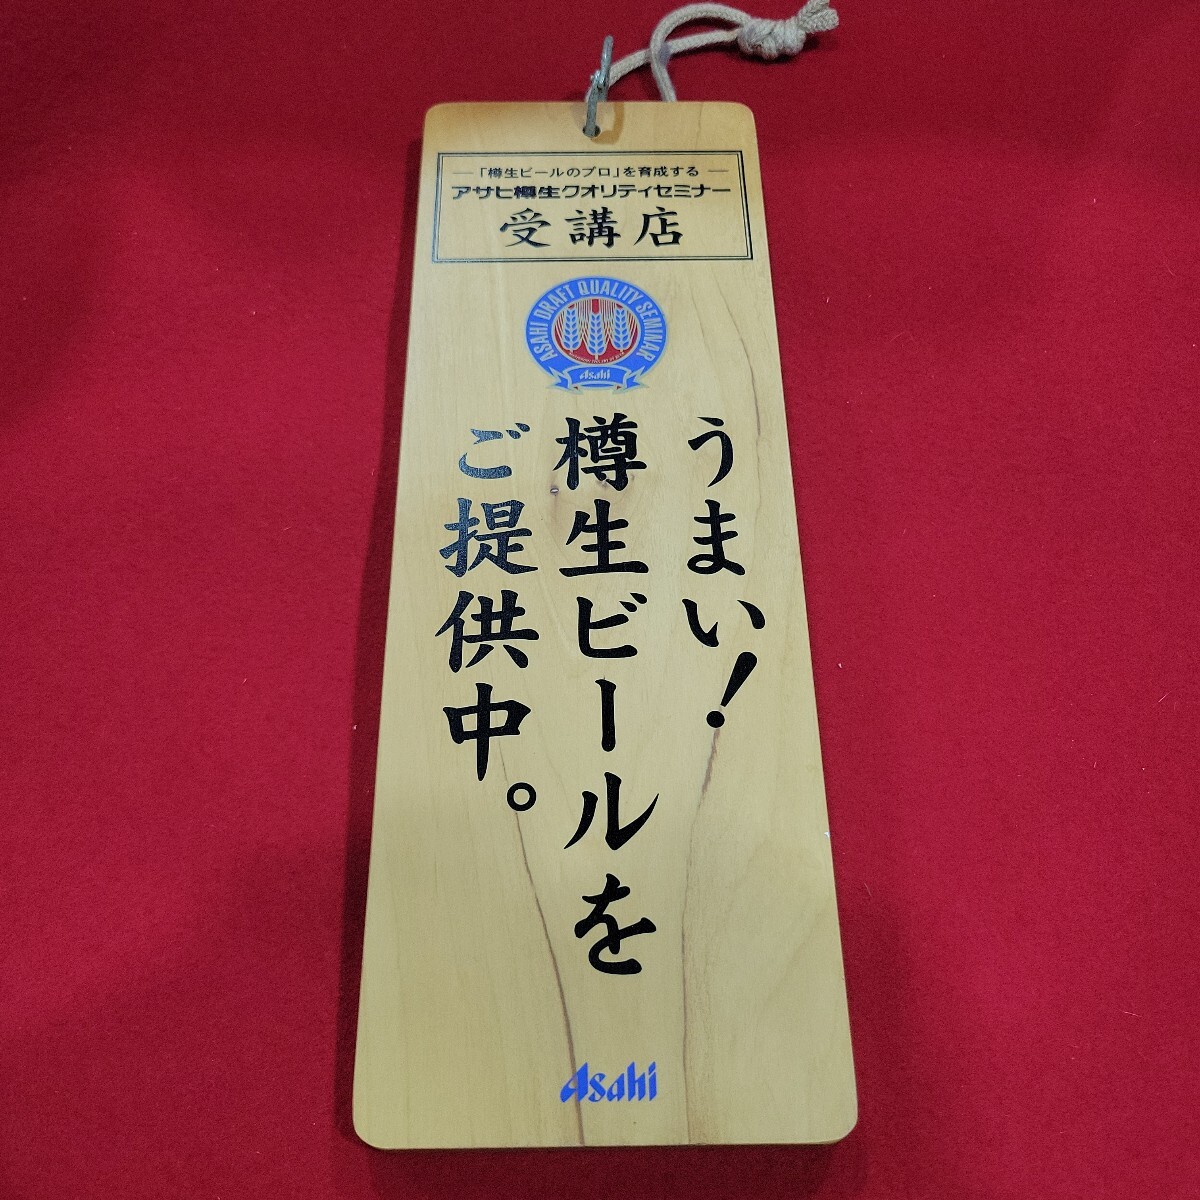 「樽生ビールのプロ」を育成する
アサヒ樽生クオリティセミナー
受講店
ASAHI DRAFT QUALITY SEMINAR
Asahi
うまい!
樽生ビールを
ご提供中。
Asahi